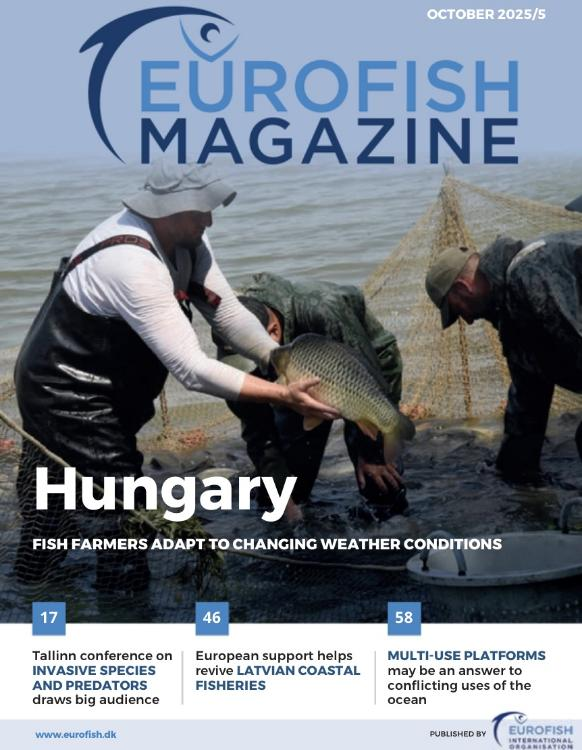 OCTOBER 2025/5
EUROFISH
MAGAZINE
Hungary
FISH FARMERS ADAPT TO CHANGING WEATHER CONDITIONS
17
Tallinn conference on
INVASIVE SPECIES
AND PREDATORS
draws big audience
46
European support helps
revive LATVIAN COASTAL
FISHERIES
58
MULTI-USE PLATFORMS
may be an answer to
conflicting uses of the
ocean
www.eurofish.dk
PUBLISHED BY
EUROFISH
INTERNATIONAL
ORGANISATION